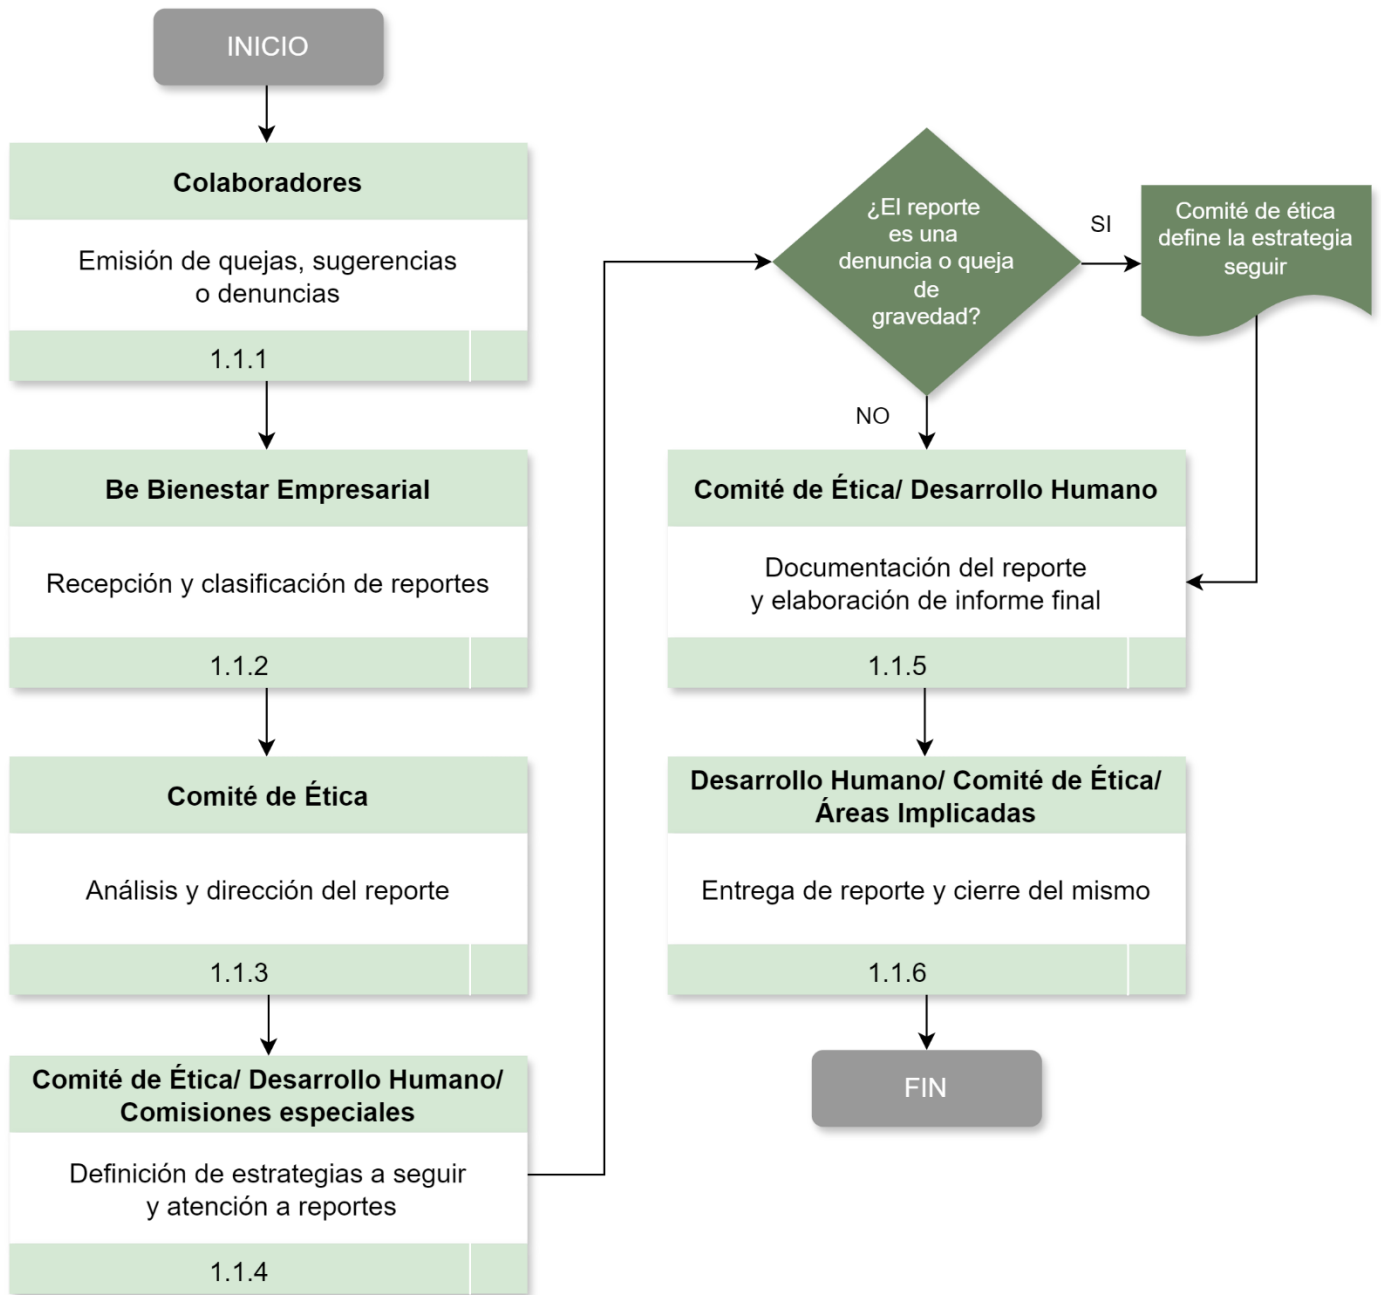 INICIO
Colaboradores
Emisión de quejas, sugerencias
o denuncias
1.1.1
Be Bienestar Empresarial
Recepción y clasificación de reportes
1.1.2
Comité de Ética
Análisis y dirección del reporte
1.1.3
Comité de Ética/ Desarrollo Humano/
Comisiones especiales
Definición de estrategias a seguir
y atención a reportes
1.1.4
¿El reporte
es una
denuncia o queja
de
gravedad?
SI
Comité de ética
define la estrategia
seguir
NO
Comité de Ética/ Desarrollo Humano
Documentación del reporte
y elaboración de informe final
1.1.5
Desarrollo Humano/ Comité de Ética/
Áreas Implicadas
Entrega de reporte y cierre del mismo
1.1.6
FIN